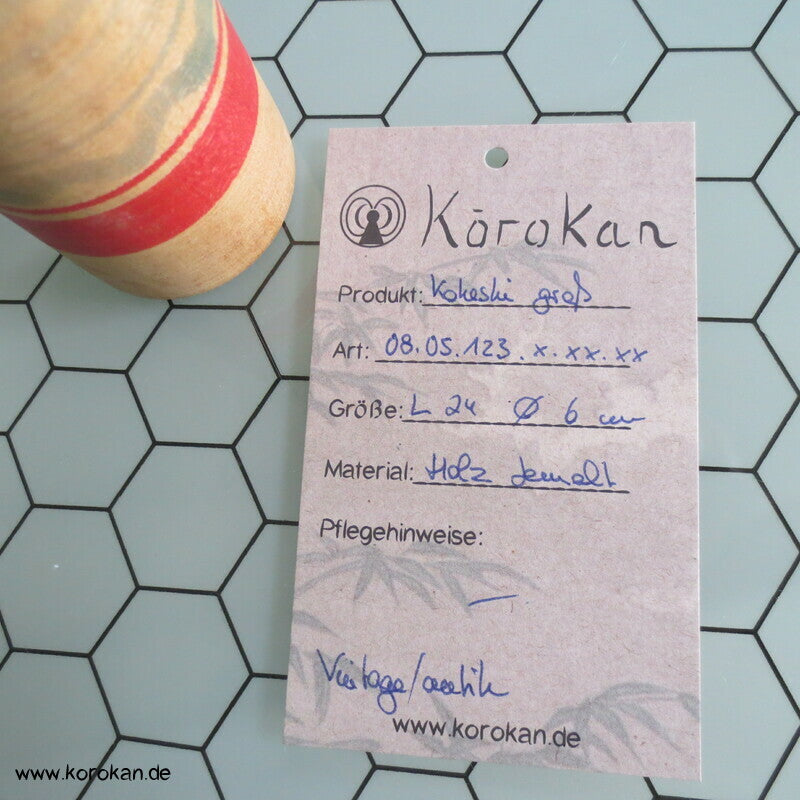 Kōrokan
Produkt: Kokeshi groß
Art: 08.05.123.x.xx.xx
Größe: L 24 Ø 6 cm
Material: Holz bemalt
Pflegehinweise:
—
Vintage/antik
www.korokan.de
www.korokan.de